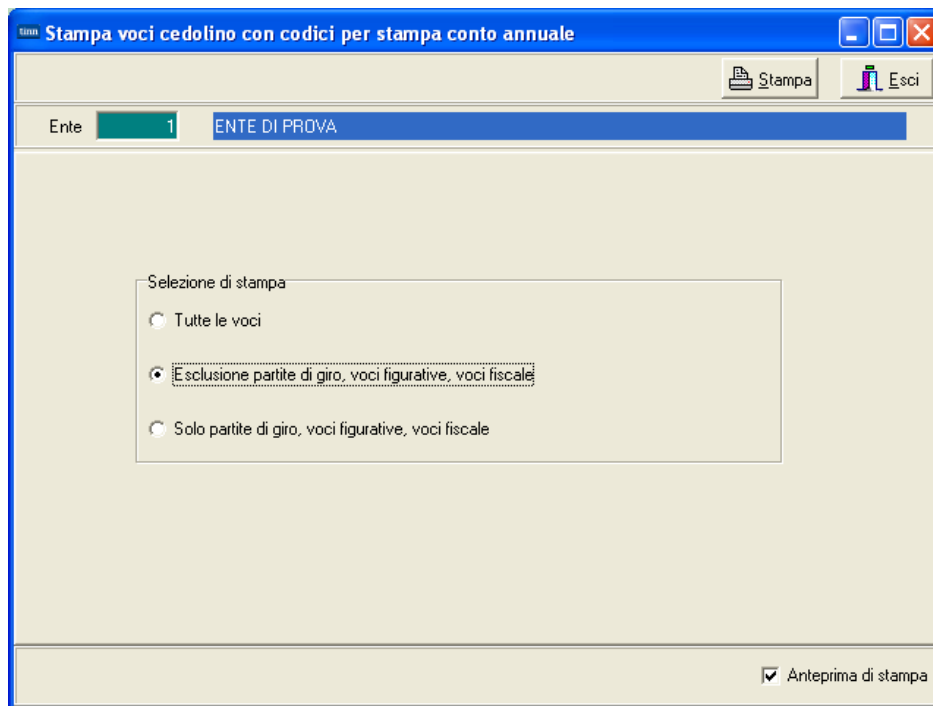 tinn Stampa voci cedolino con codici per stampa conto annuale
Stampa Esci
Ente 1 ENTE DI PROVA
Selezione di stampa
Tutte le voci
Esclusione partite di giro, voci figurative, voci fiscale
Solo partite di giro, voci figurative, voci fiscale
Anteprima di stampa